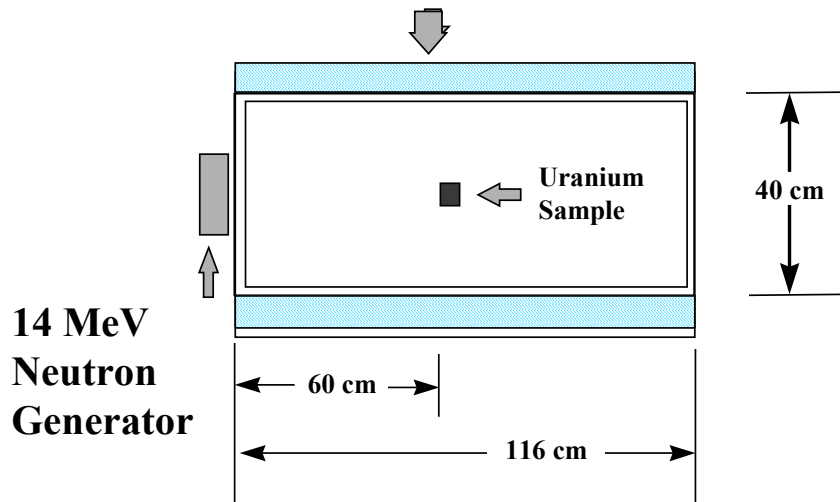 Uranium
Sample
40 cm
14 MeV
Neutron
Generator
60 cm
116 cm